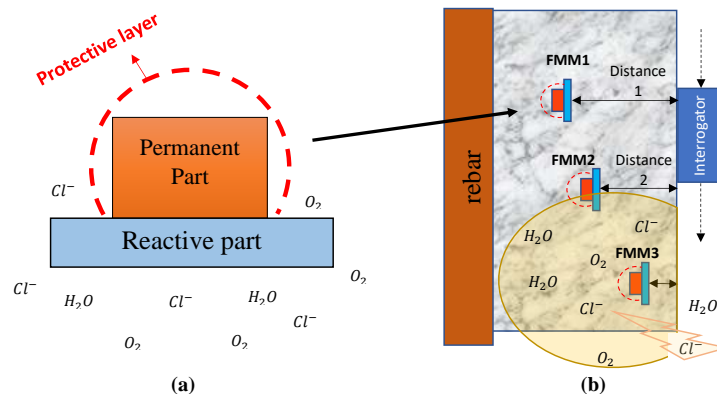 Protective layer
Permanent
Part
Cl⁻
O₂
Reactive part
O₂
Cl⁻
H₂O
Cl⁻
H₂O
Cl⁻
O₂
O₂
(a)
rebar
FMM1
Distance
1
Interrogator
FMM2
Distance
2
H₂O
Cl⁻
O₂
FMM3
H₂O
Cl⁻
H₂O
Cl⁻
O₂
(b)